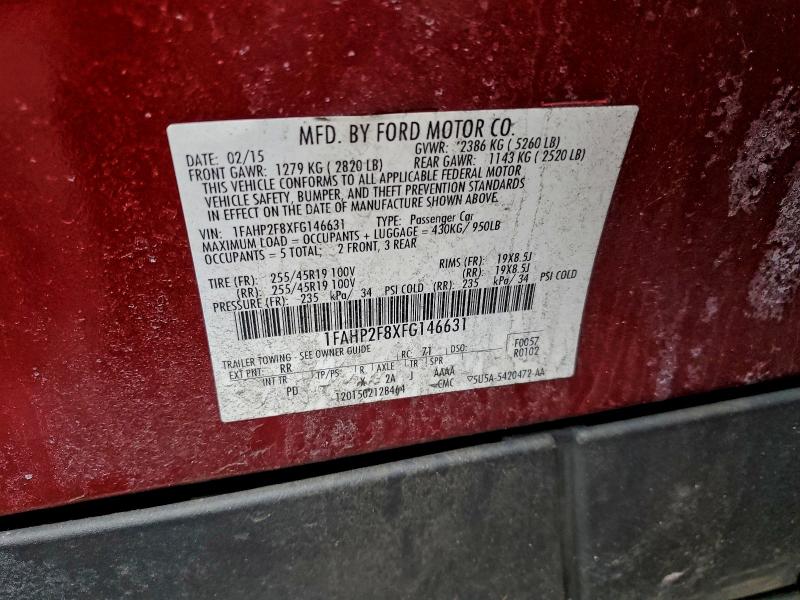 MFD. BY FORD MOTOR CO.
DATE: 02/15 GVWR: *2386 KG ( 5260 LB)
FRONT GAWR: 1279 KG ( 2820 LB) REAR GAWR: 1143 KG ( 2520 LB)
THIS VEHICLE CONFORMS TO ALL APPLICABLE FEDERAL MOTOR
VEHICLE SAFETY, BUMPER, AND THEFT PREVENTION STANDARDS
IN EFFECT ON THE DATE OF MANUFACTURE SHOWN ABOVE.
VIN: 1FAHP2F8XFG146631 TYPE: Passenger Car
MAXIMUM LOAD = OCCUPANTS + LUGGAGE = 430KG/ 950LB
OCCUPANTS = 5 TOTAL; 2 FRONT, 3 REAR
TIRE (FR): 255/45R19 100V RIMS (FR): 19X8.5J
(RR): 255/45R19 100V (RR): 19X8.5J
PRESSURE (FR): 235 kPa/ 34 PSI COLD (RR): 235 kPa/ 34 PSI COLD
1FAHP2F8XFG146631
TRAILER TOWING - SEE OWNER GUIDE RC: 71 DSO: F0057
EXT PNT: RR R0102
INT TR TP/PS R AXLE TR SPR
PD 2A J AAAA
T20150212B464 CMC 5U5A-5420472-AA